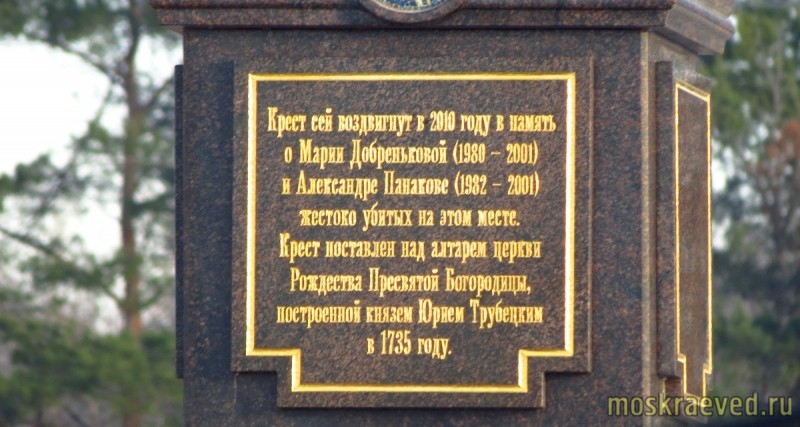 Крест сей воздвигнут в 2010 году в память
о Марии Добреньковой (1980 – 2001)
и Александре Панакове (1982 – 2001)
жестоко убитых на этом месте.
Крест поставлен над алтарем церкви
Рождества Пресвятой Богородицы,
построенной князем Юрием Трубецким
в 1735 году.
moskraeved.ru